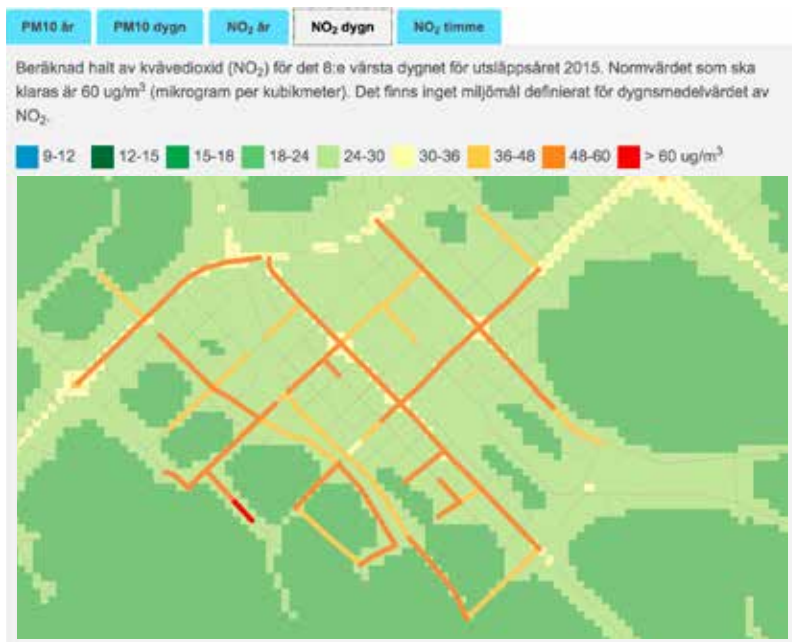 PM10 år PM10 dygn NO₂ år NO₂ dygn NO₂ timme
Beräknad halt av kvävedioxid (NO₂) för det 8:e värsta dygnet för utsläppsåret 2015. Normvärdet som ska
klaras är 60 ug/m³ (mikrogram per kubikmeter). Det finns inget miljömål definierat för dygnsmedelvärdet av
NO₂.
9-12 12-15 15-18 18-24 24-30 30-36 36-48 48-60 > 60 ug/m³